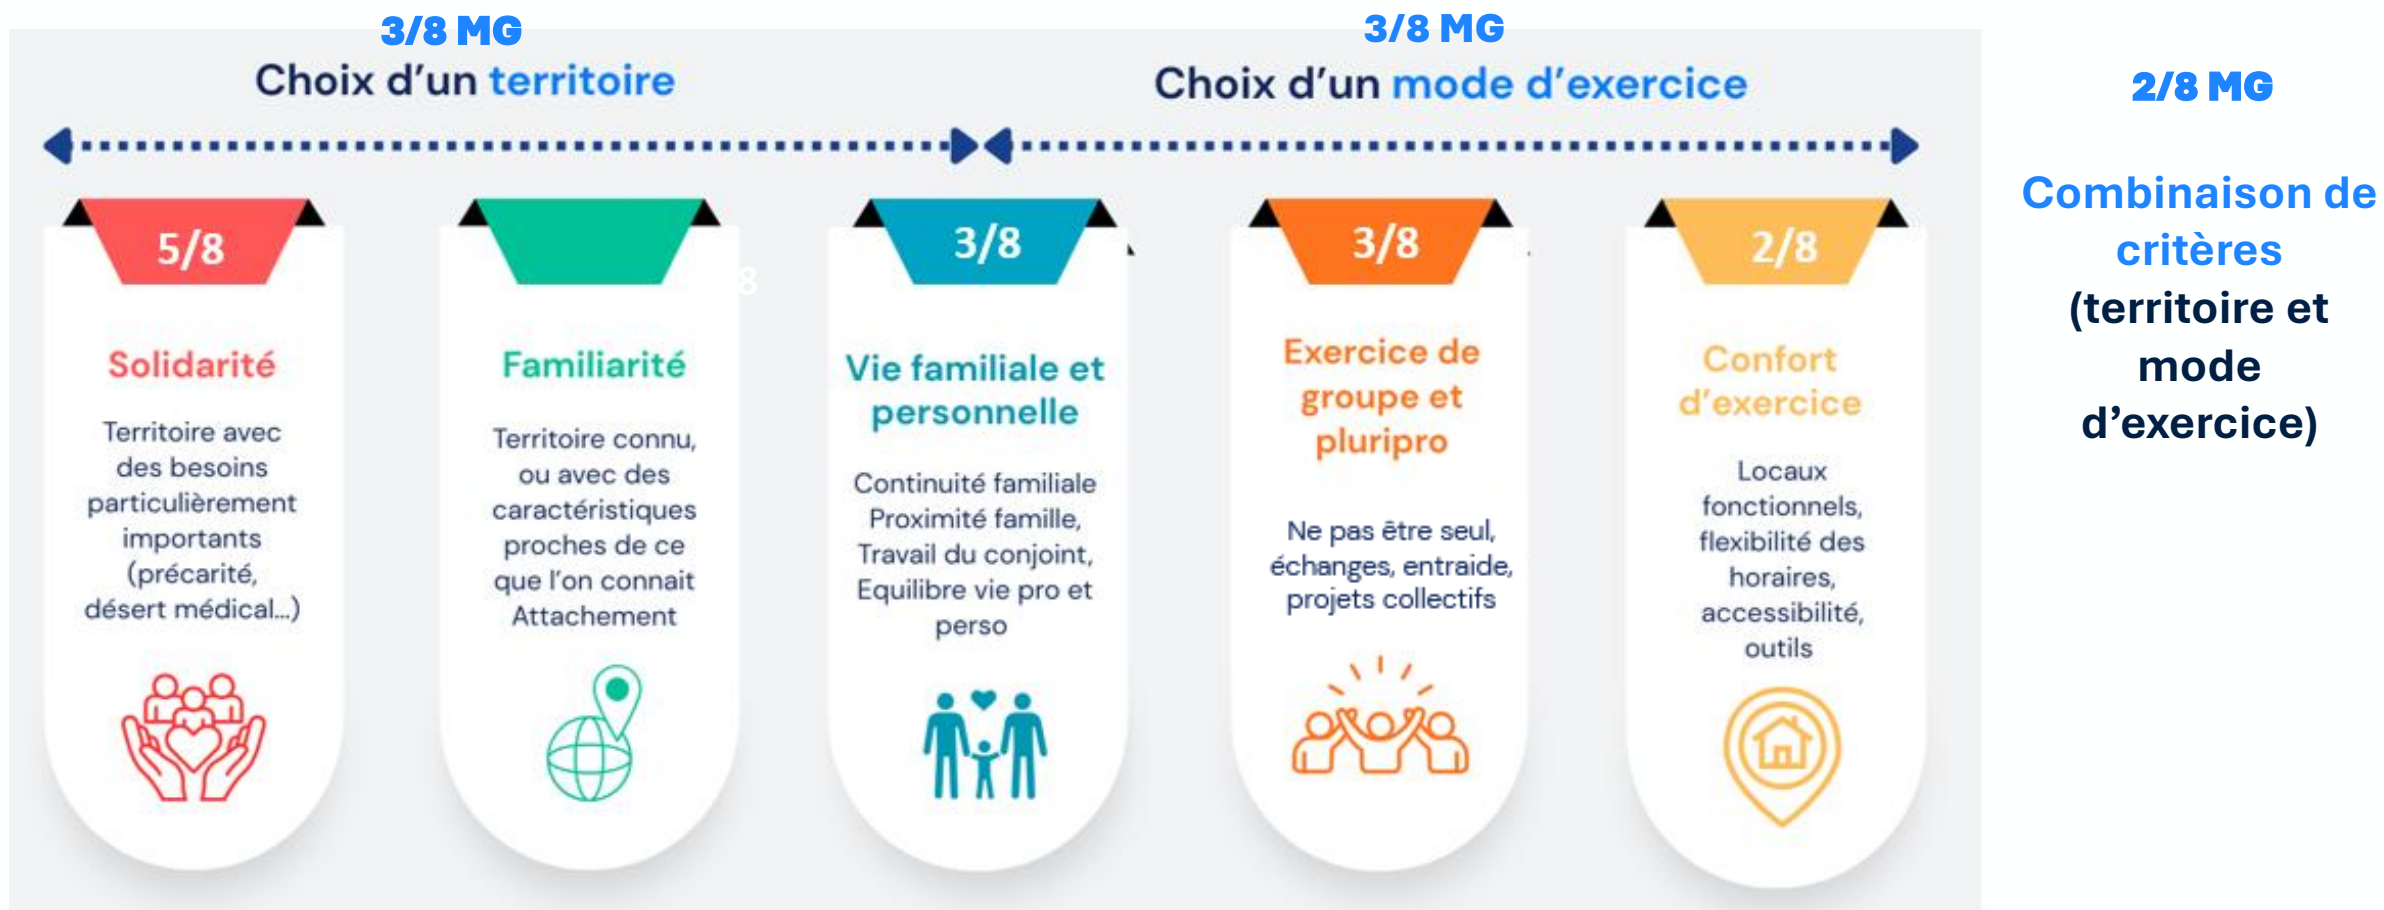 3/8 MG
Choix d'un territoire
3/8 MG
Choix d'un mode d'exercice
2/8 MG
Combinaison de
critères
(territoire et
mode
d'exercice)
5/8
Solidarité
Territoire avec
des besoins
particulièrement
importants
(précarité,
désert médical...)
8
Familiarité
Territoire connu,
ou avec des
caractéristiques
proches de ce
que l'on connait
Attachement
3/8
Vie familiale et
personnelle
Continuité familiale
Proximité famille,
Travail du conjoint,
Equilibre vie pro et
perso
3/8
Exercice de
groupe et
pluripro
Ne pas être seul,
échanges, entraide,
projets collectifs
2/8
Confort
d'exercice
Locaux
fonctionnels,
flexibilité des
horaires,
accessibilité,
outils